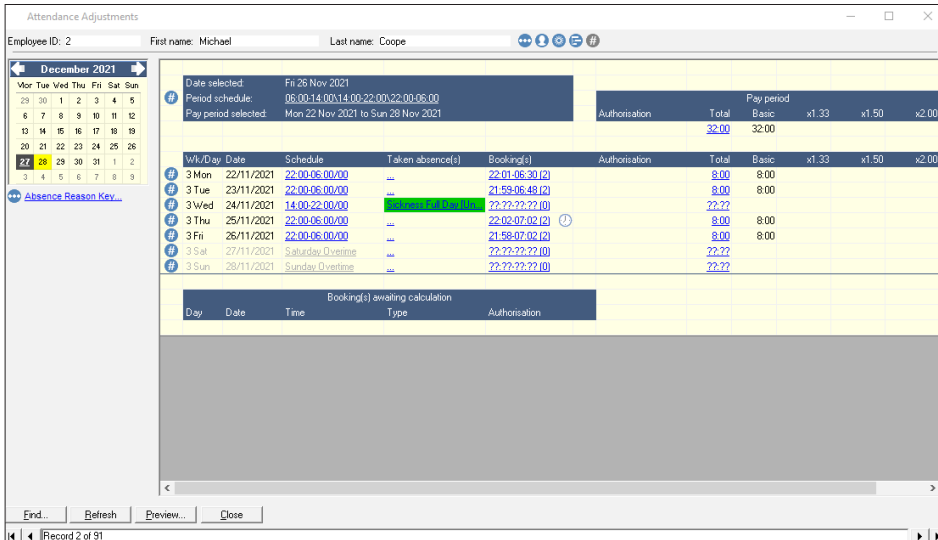 Attendance Adjustments
Employee ID: 2 First name: Michael Last name: Coope
December 2021
Mor Tue Wed Thu Fri Sat Sun
29 30 1 2 3 4 5
6 7 8 9 10 11 12
13 14 15 16 17 18 19
20 21 22 23 24 25 26
27 28 29 30 31 1 2
3 4 5 6 7 8 9
Absence Reason Key...
Date selected: Fri 26 Nov 2021
Period schedule: 06:00-14:00\14:00-22:00\22:00-06:00 Pay period
Pay period selected: Mon 22 Nov 2021 to Sun 28 Nov 2021 Authorisation Total Basic x1.33 x1.50 x2.00
32:00 32:00
Wk/Day Date Schedule Taken absence(s) Booking(s) Authorisation Total Basic x1.33 x1.50 x2.00
# 3 Mon 22/11/2021 22:00-06:00/00 ... 22:01-06:30 (2) 8:00 8:00
# 3 Tue 23/11/2021 22:00-06:00/00 ... 21:59-06:48 (2) 8:00 8:00
# 3 Wed 24/11/2021 14:00-22:00/00 Sickness Full Day (Un... ??:??-??:?? (0) ??:??
# 3 Thu 25/11/2021 22:00-06:00/00 ... 22:02-07:02 (2) 8:00 8:00
# 3 Fri 26/11/2021 22:00-06:00/00 ... 21:58-07:02 (2) 8:00 8:00
# 3 Sat 27/11/2021 Saturday Overime ... ??:??-??:?? (0) ??:??
# 3 Sun 28/11/2021 Sunday Overtime ... ??:??-??:?? (0) ??:??
Booking(s) awaiting calculation
Day Date Time Type Authorisation
Find... Refresh Preview... Close
Record 2 of 91